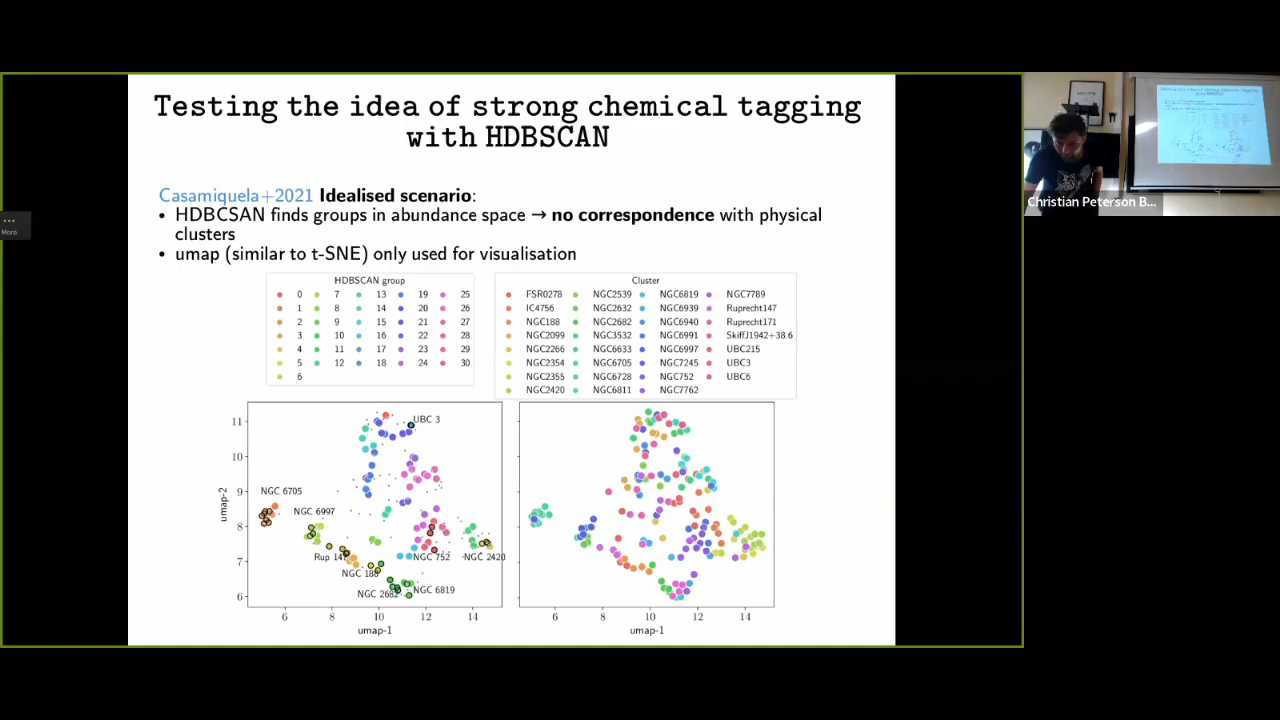 Testing the idea of strong chemical tagging
with HDBSCAN
Casamiquela+2021 Idealised scenario:
• HDBCSAN finds groups in abundance space → no correspondence with physical
clusters
• umap (similar to t-SNE) only used for visualisation
More
Christian Peterson B...
HDBSCAN group
0 7 13 19 25
1 8 14 20 26
2 9 15 21 27
3 10 16 22 28
4 11 17 23 29
5 12 18 24 30
6
Cluster
FSR0278 NGC2539 NGC6819 NGC7789
IC4756 NGC2632 NGC6939 Ruprecht147
NGC188 NGC2682 NGC6940 Ruprecht171
NGC2099 NGC3532 NGC6991 SkiffJ1942+38.6
NGC2266 NGC6633 NGC6997 UBC215
NGC2354 NGC6705 NGC7245 UBC3
NGC2355 NGC6728 NGC752 UBC6
NGC2420 NGC6811 NGC7762
11
10
9
8
7
6
umap-2
UBC 3
NGC 6705
NGC 6997
Rup 147
NGC 752
NGC 2420
NGC 188
NGC 2682
NGC 6819
6 8 10 12 14
umap-1
6 8 10 12 14
umap-1